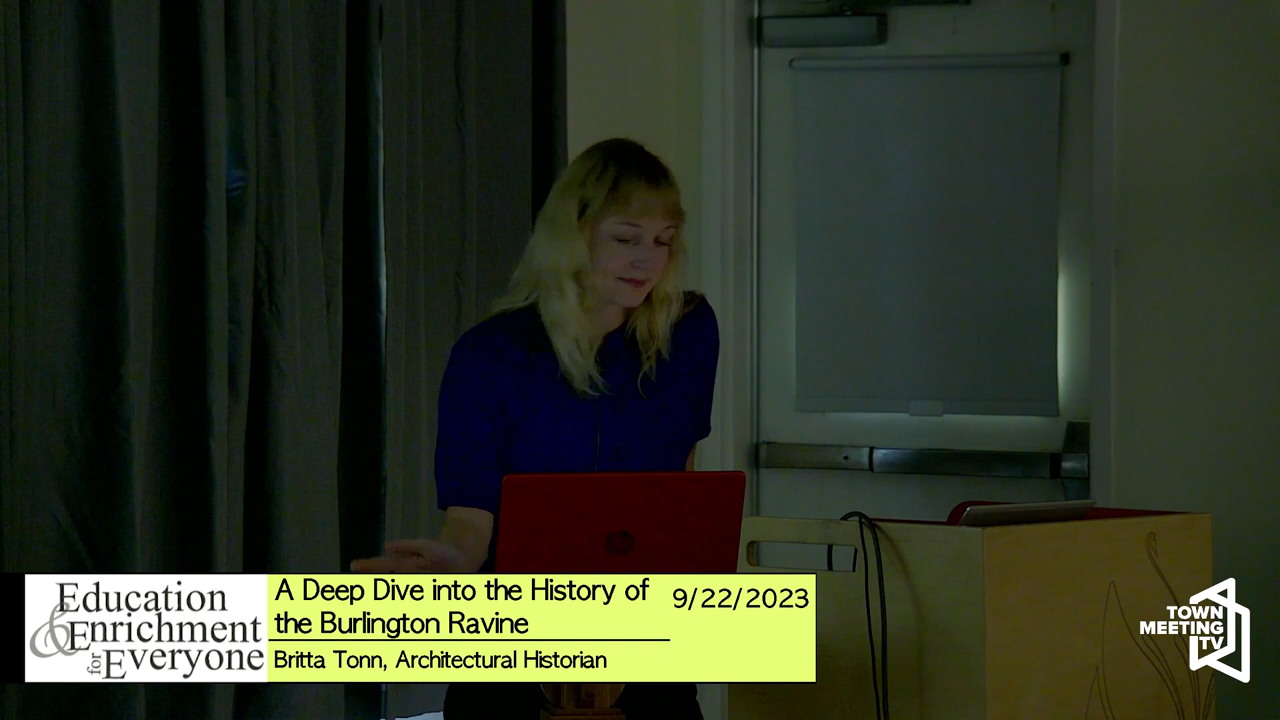 Education
& Enrichment
for Everyone
A Deep Dive into the History of
the Burlington Ravine
9/22/2023
Britta Tonn, Architectural Historian
TOWN
MEETING
TV